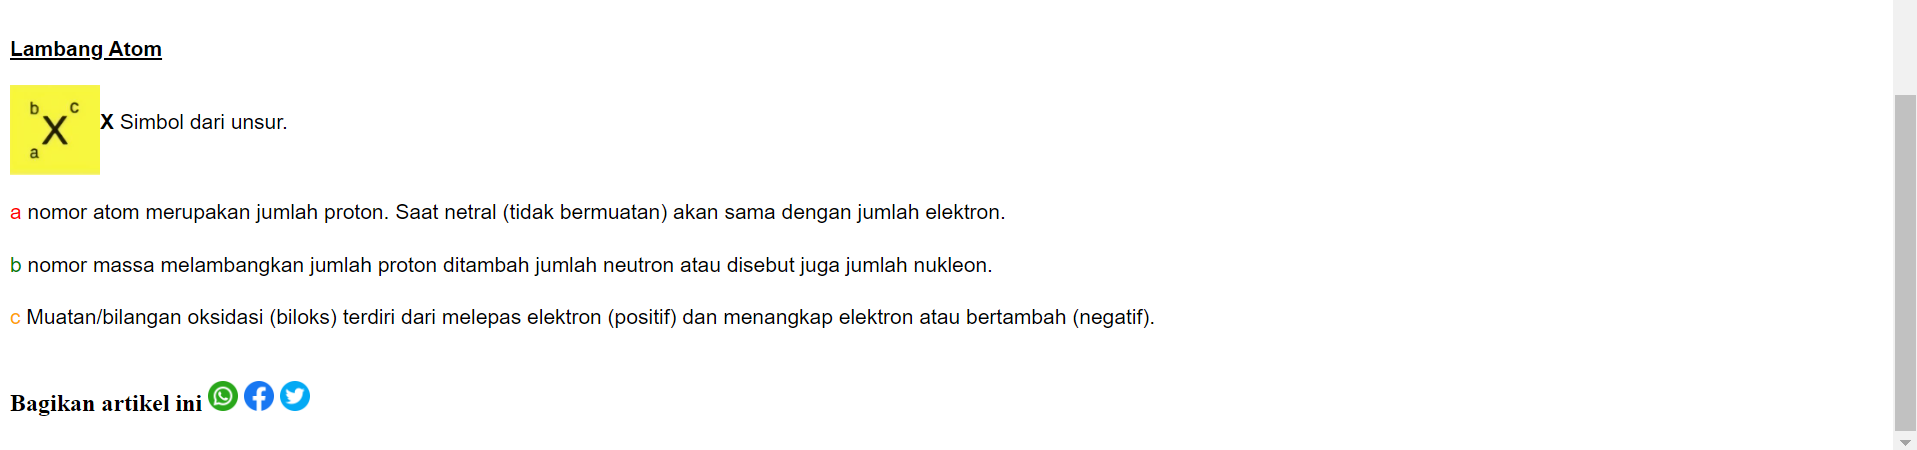 Lambang Atom
b c
X
a
X Simbol dari unsur.
a nomor atom merupakan jumlah proton. Saat netral (tidak bermuatan) akan sama dengan jumlah elektron.
b nomor massa melambangkan jumlah proton ditambah jumlah neutron atau disebut juga jumlah nukleon.
c Muatan/bilangan oksidasi (biloks) terdiri dari melepas elektron (positif) dan menangkap elektron atau bertambah (negatif).
Bagikan artikel ini